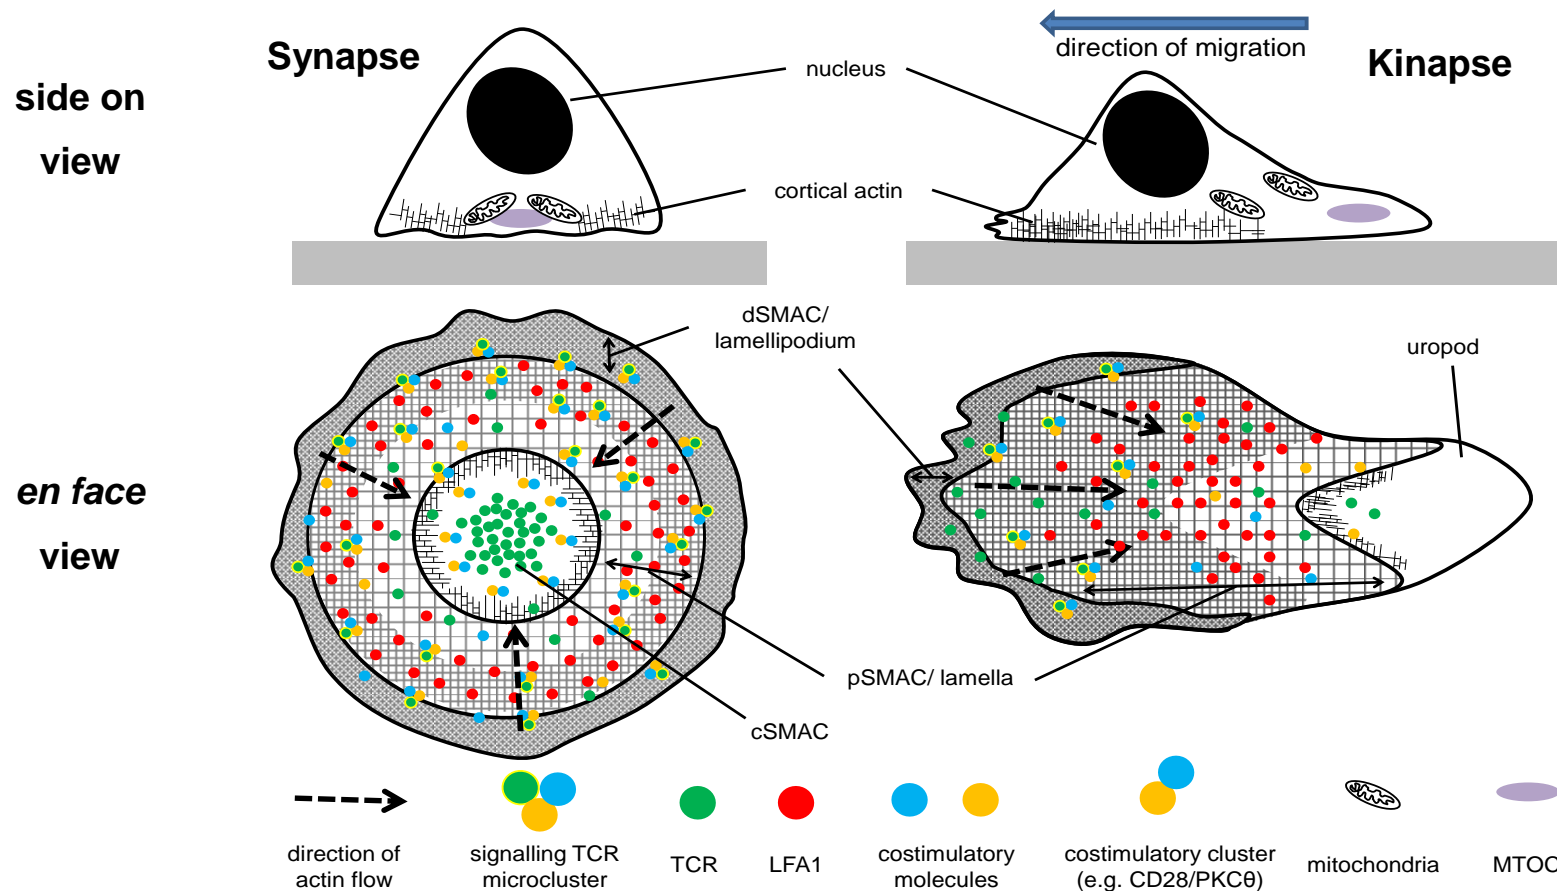 Synapse
direction of migration
Kinapse
side on
view
nucleus
cortical actin
dSMAC/
lamellipodium
uropod
en face
view
pSMAC/ lamella
cSMAC
direction of
actin flow
signalling TCR
microcluster
TCR
LFA1
costimulatory
molecules
costimulatory cluster
(e.g. CD28/PKCθ)
mitochondria
MTOC